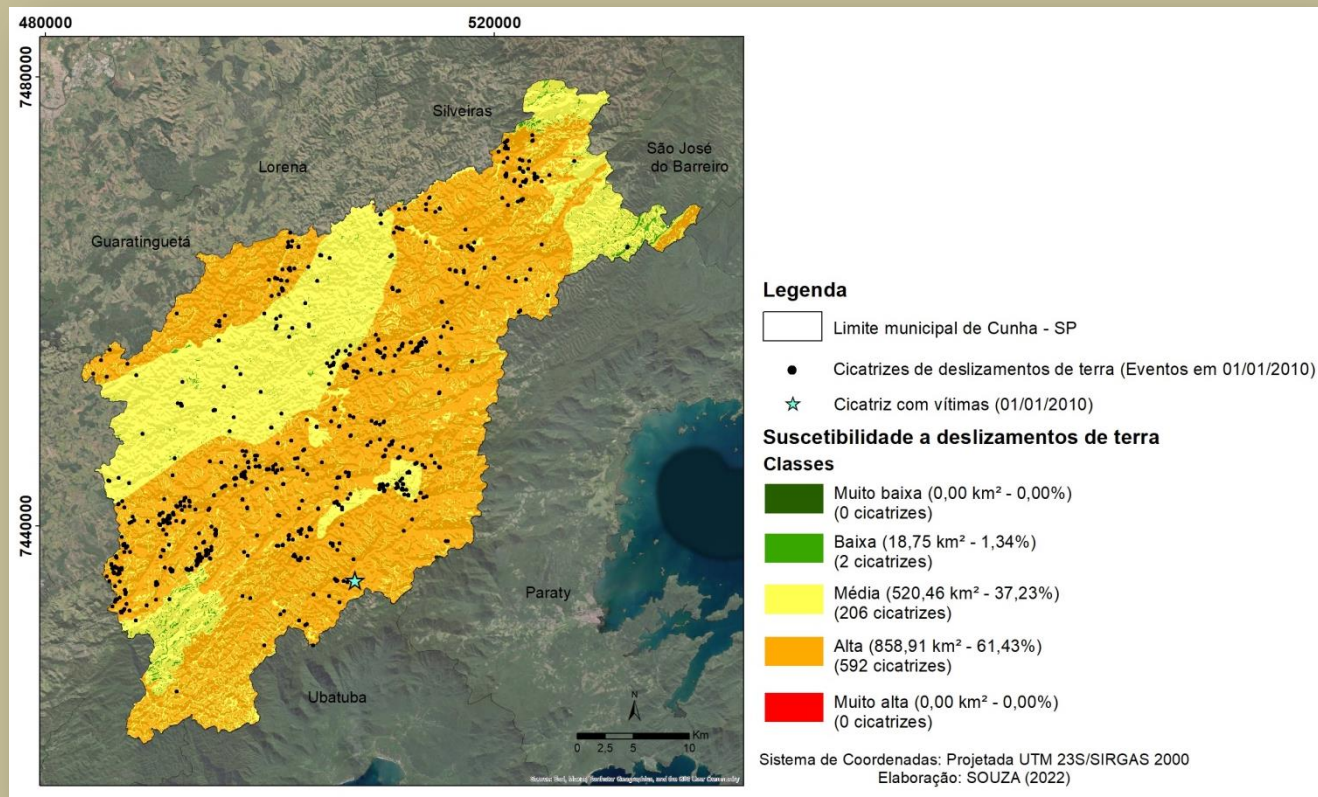 480000
520000
7480000
7440000
Silveiras
São José
do Barreiro
Lorena
Guaratinguetá
Paraty
Ubatuba
N
Km
0 2,5 5 10
Legenda
Limite municipal de Cunha - SP
Cicatrizes de deslizamentos de terra (Eventos em 01/01/2010)
Cicatriz com vítimas (01/01/2010)
Suscetibilidade a deslizamentos de terra
Classes
Muito baixa (0,00 km² - 0,00%)
(0 cicatrizes)
Baixa (18,75 km² - 1,34%)
(2 cicatrizes)
Média (520,46 km² - 37,23%)
(206 cicatrizes)
Alta (858,91 km² - 61,43%)
(592 cicatrizes)
Muito alta (0,00 km² - 0,00%)
(0 cicatrizes)
Sistema de Coordenadas: Projetada UTM 23S/SIRGAS 2000
Elaboração: SOUZA (2022)